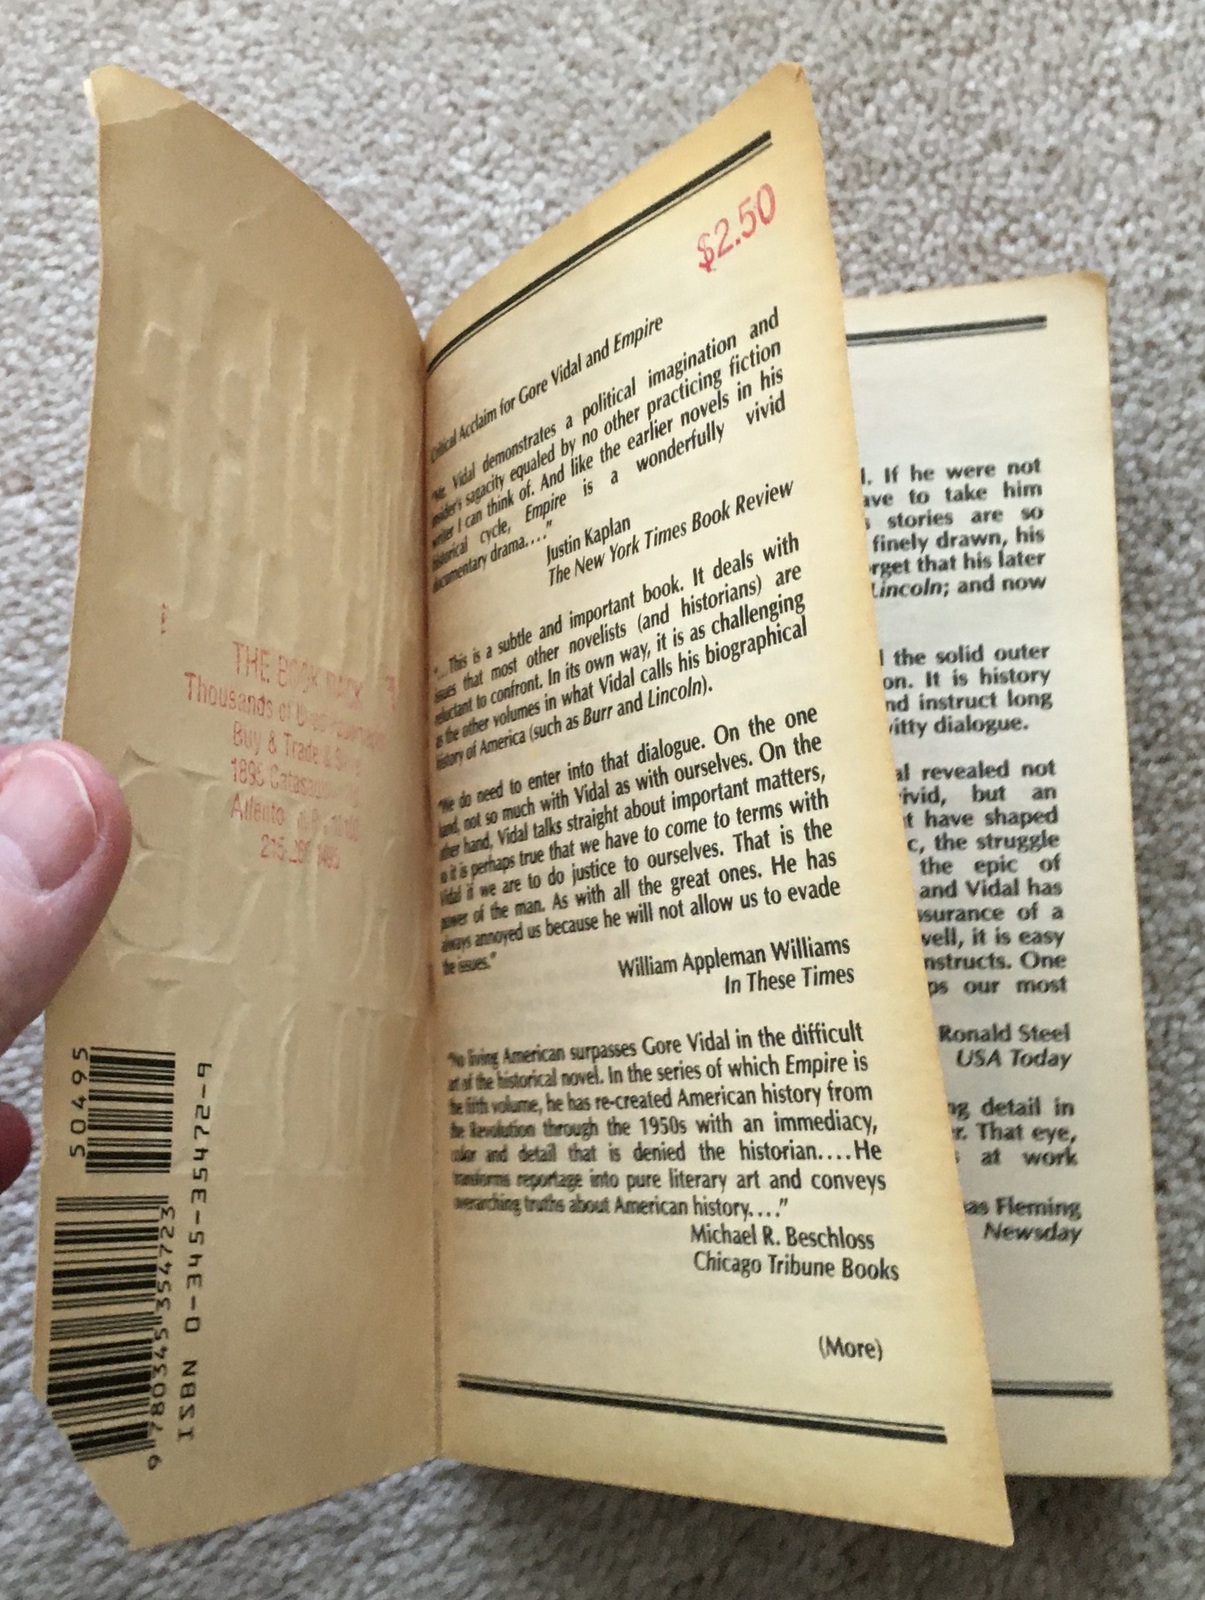 THE BOOK RACK
Thousands of Used
Buy & Trade &
1895
215
50495
9 780345 354723
ISBN 0-345-35472-9
$2.50
Critical Acclaim for Gore Vidal and Empire
"Mr. Vidal demonstrates a political imagination and
insider's sagacity equaled by no other practicing fiction
writer I can think of. And like the earlier novels in his
historical cycle, Empire is a wonderfully vivid
documentary drama...."
Justin Kaplan
The New York Times Book Review
"...This is a subtle and important book. It deals with
issues that most other novelists (and historians) are
reluctant to confront. In its own way, it is as challenging
as the other volumes in what Vidal calls his biographical
history of America (such as Burr and Lincoln).
"We do need to enter into that dialogue. On the one
hand, not so much with Vidal as with ourselves. On the
other hand, Vidal talks straight about important matters,
so it is perhaps true that we have to come to terms with
Vidal if we are to do justice to ourselves. That is the
power of the man. As with all the great ones. He has
always annoyed us because he will not allow us to evade
the issues."
William Appleman Williams
In These Times
"No living American surpasses Gore Vidal in the difficult
art of the historical novel. In the series of which Empire is
the fifth volume, he has re-created American history from
the Revolution through the 1950s with an immediacy,
color and detail that is denied the historian....He
transforms reportage into pure literary art and conveys
overarching truths about American history...."
Michael R. Beschloss
Chicago Tribune Books
(More)
l. If he were not
ave to take him
s stories are so
finely drawn, his
rget that his later
Lincoln; and now
l the solid outer
on. It is history
nd instruct long
vitty dialogue.
al revealed not
ivid, but an
t have shaped
c, the struggle
the epic of
and Vidal has
ssurance of a
well, it is easy
nstructs. One
ps our most
Ronald Steel
USA Today
ng detail in
r. That eye,
s at work
as Fleming
Newsday